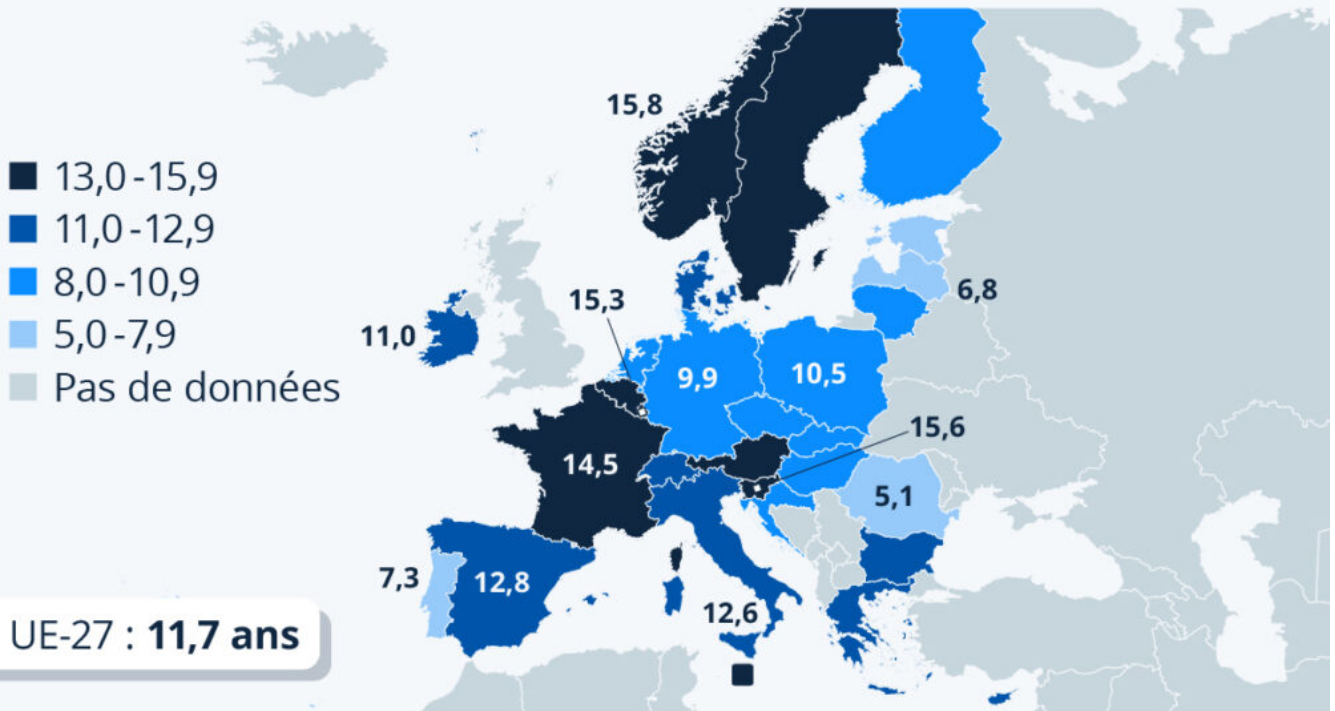 15,8
13,0 - 15,9
11,0 - 12,9
8,0 - 10,9
5,0 - 7,9
Pas de données
15,3
6,8
11,0
9,9
10,5
15,6
14,5
5,1
7,3
12,8
12,6
UE-27 : 11,7 ans